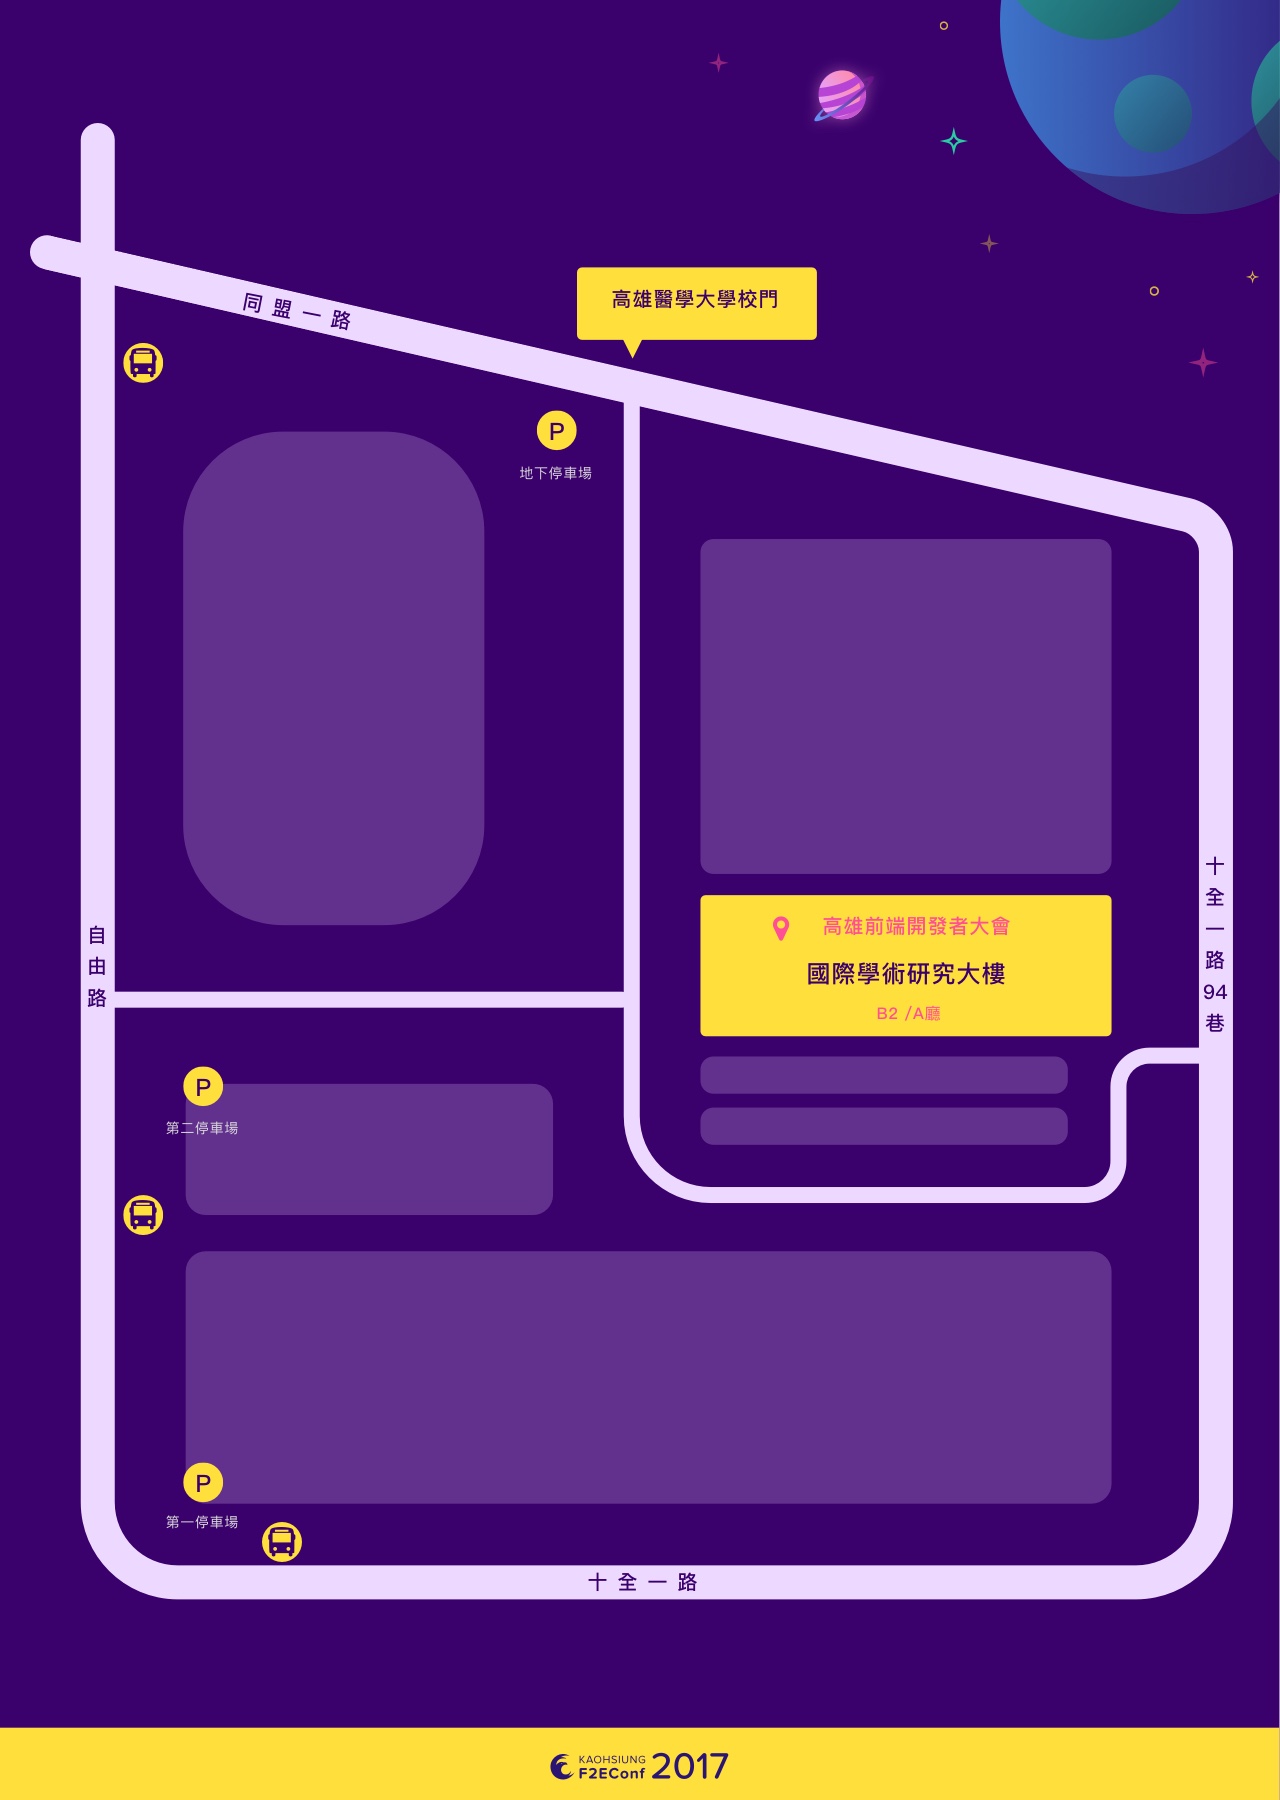 同盟一路
高雄醫學大學校門
P
地下停車場
自由路
十全一路94巷
高雄前端開發者大會
國際學術研究大樓
B2 /A廳
P
第二停車場
P
第一停車場
十全一路
KAOHSIUNG
F2EConf 2017